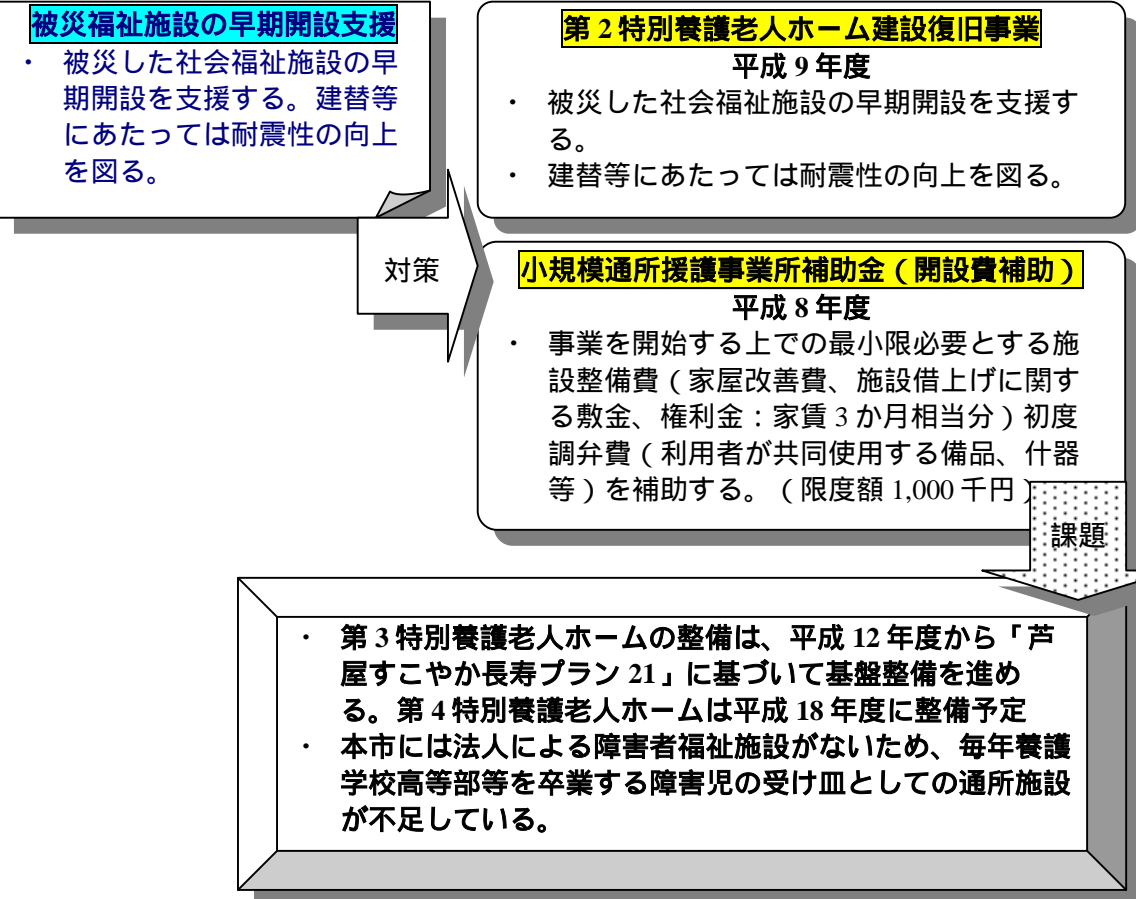 被災福祉施設の早期開設支援
・ 被災した社会福祉施設の早
期開設を支援する。建替等
にあたっては耐震性の向上
を図る。
対策
第2特別養護老人ホーム建設復旧事業
平成9年度
・ 被災した社会福祉施設の早期開設を支援す
る。
・ 建替等にあたっては耐震性の向上を図る。
小規模通所援護事業所補助金（開設費補助）
平成8年度
・ 事業を開始する上での最小限必要とする施
設整備費（家屋改善費、施設借上げに関す
る敷金、権利金：家賃3か月相当分）初度
調弁費（利用者が共同使用する備品、什器
等）を補助する。（限度額1,000千円）
課題
・ 第3特別養護老人ホームの整備は、平成12年度から「芦
屋すこやか長寿プラン21」に基づいて基盤整備を進め
る。第4特別養護老人ホームは平成18年度に整備予定
・ 本市には法人による障害者福祉施設がないため、毎年養護
学校高等部等を卒業する障害児の受け皿としての通所施設
が不足している。